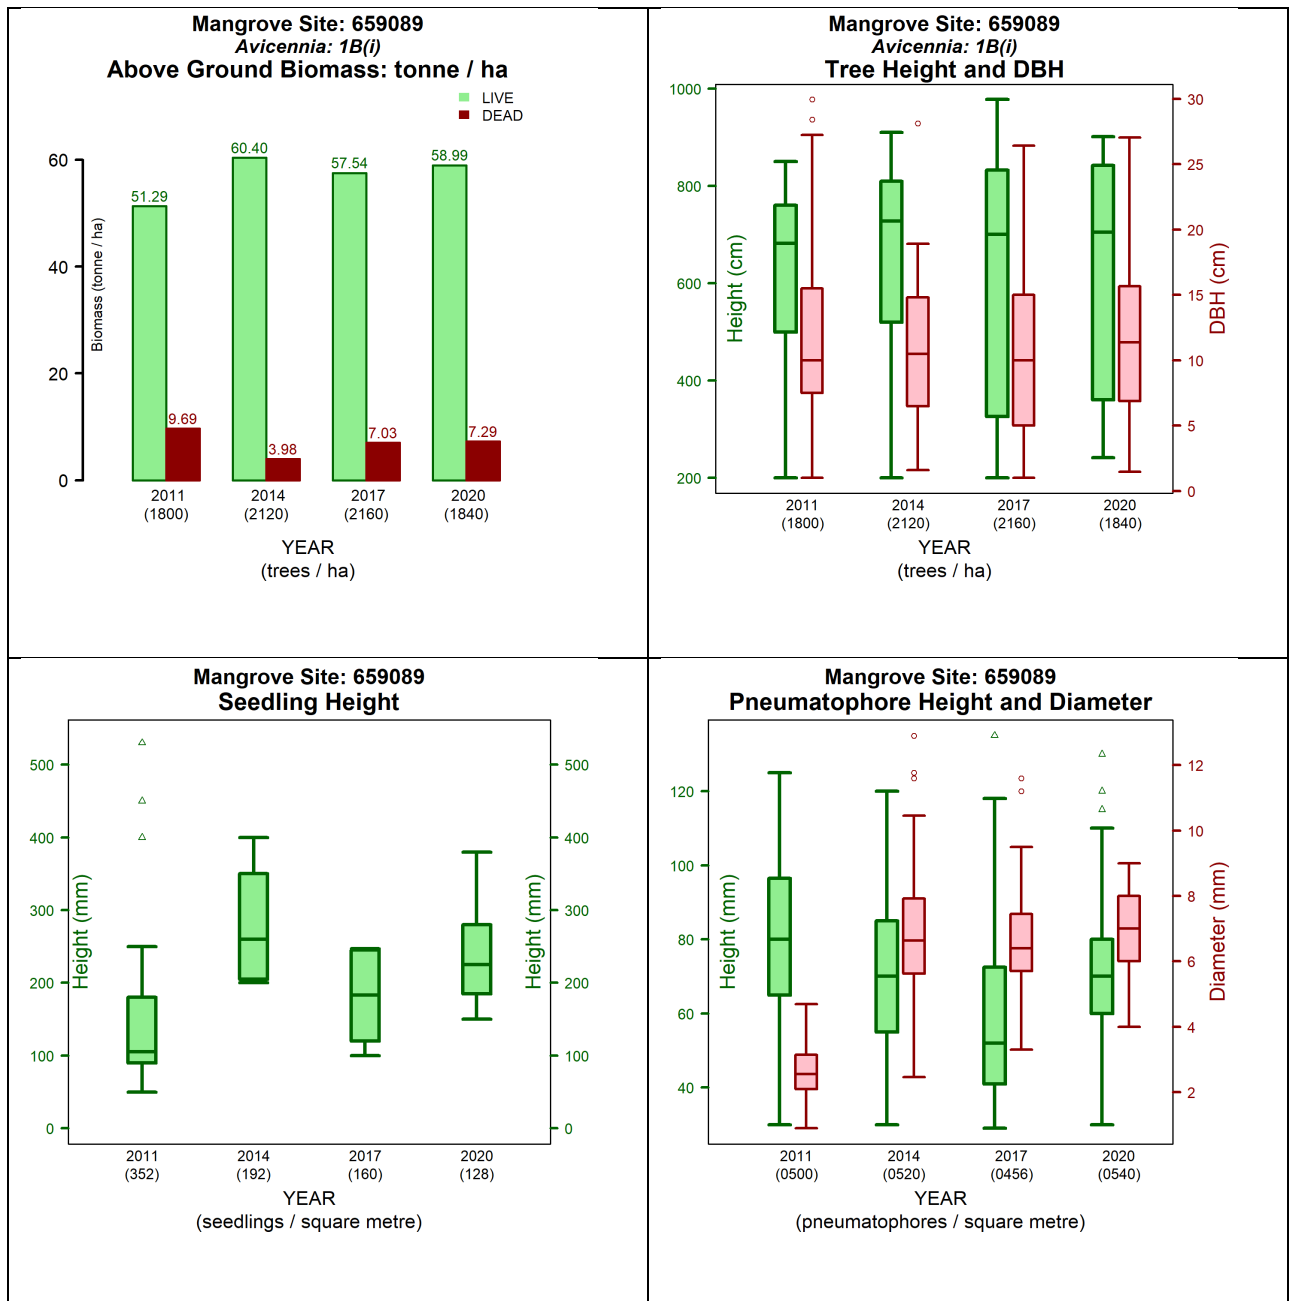 Mangrove Site: 659089
Avicennia: 1B(i)
Above Ground Biomass: tonne / ha
LIVE
DEAD
Biomass (tonne / ha)
60
40
20
0
51.29
9.69
60.40
3.98
57.54
7.03
58.99
7.29
2011 2014 2017 2020
(1800) (2120) (2160) (1840)
YEAR
(trees / ha)
Mangrove Site: 659089
Avicennia: 1B(i)
Tree Height and DBH
Height (cm)
1000
800
600
400
200
DBH (cm)
30
25
20
15
10
5
0
2011 2014 2017 2020
(1800) (2120) (2160) (1840)
YEAR
(trees / ha)
Mangrove Site: 659089
Seedling Height
Height (mm)
500
400
300
200
100
0
Height (mm)
500
400
300
200
100
0
2011 2014 2017 2020
(352) (192) (160) (128)
YEAR
(seedlings / square metre)
Mangrove Site: 659089
Pneumatophore Height and Diameter
Height (mm)
120
100
80
60
40
Diameter (mm)
12
10
8
6
4
2
2011 2014 2017 2020
(0500) (0520) (0456) (0540)
YEAR
(pneumatophores / square metre)